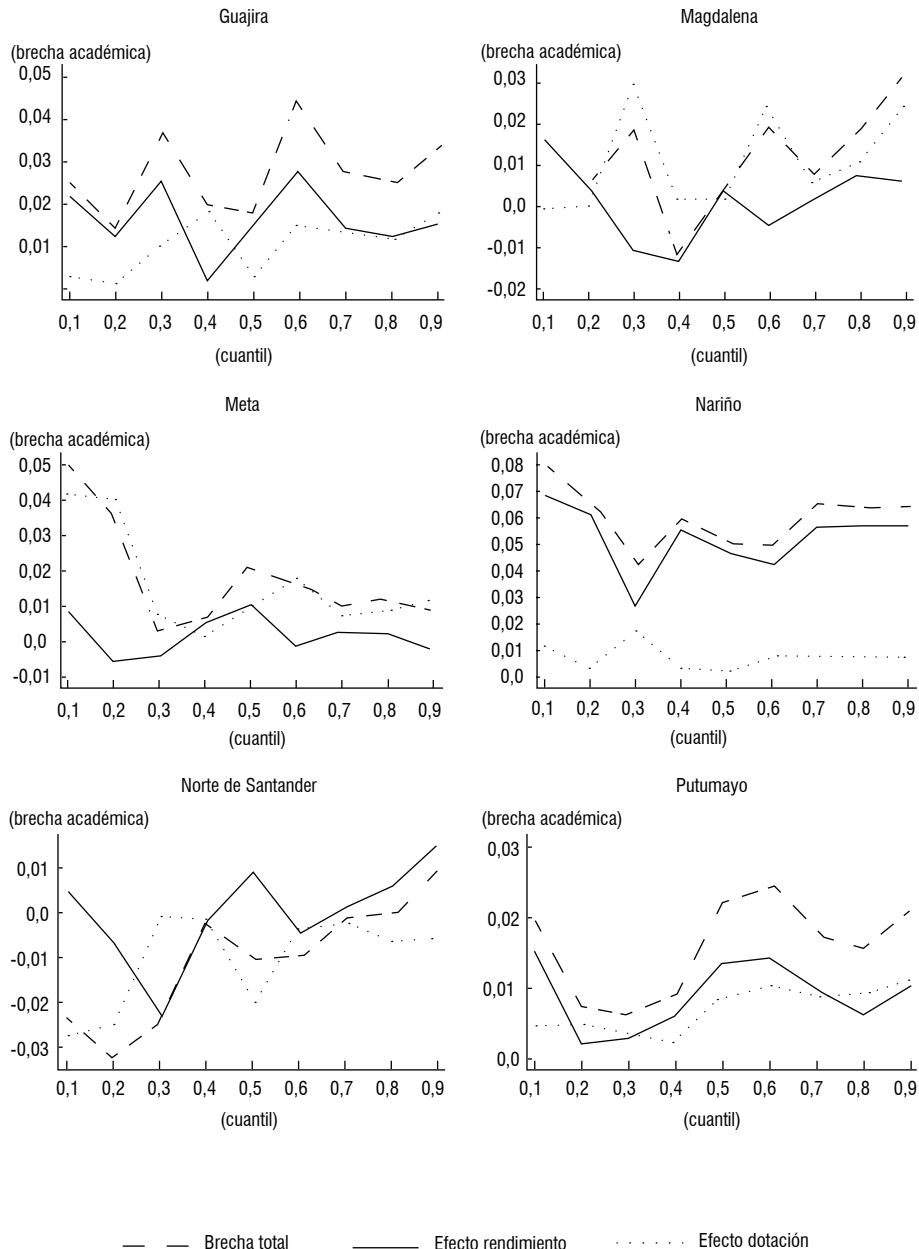 Guajira
(brecha académica)
0,05
0,04
0,03
0,02
0,01
0,1 0,2 0,3 0,4 0,5 0,6 0,7 0,8 0,9
(cuantil)
Magdalena
(brecha académica)
0,03
0,02
0,01
0,0
-0,01
-0,02
0,1 0,2 0,3 0,4 0,5 0,6 0,7 0,8 0,9
(cuantil)
Meta
(brecha académica)
0,05
0,04
0,03
0,02
0,01
0,0
-0,01
0,1 0,2 0,3 0,4 0,5 0,6 0,7 0,8 0,9
(cuantil)
Nariño
(brecha académica)
0,08
0,07
0,06
0,05
0,04
0,03
0,02
0,01
0,0
0,1 0,2 0,3 0,4 0,5 0,6 0,7 0,8 0,9
(cuantil)
Norte de Santander
(brecha académica)
0,01
0,0
-0,01
-0,02
-0,03
0,1 0,2 0,3 0,4 0,5 0,6 0,7 0,8 0,9
(cuantil)
Putumayo
(brecha académica)
0,03
0,02
0,01
0,0
0,1 0,2 0,3 0,4 0,5 0,6 0,7 0,8 0,9
(cuantil)
Brecha total Efecto rendimiento Efecto dotación